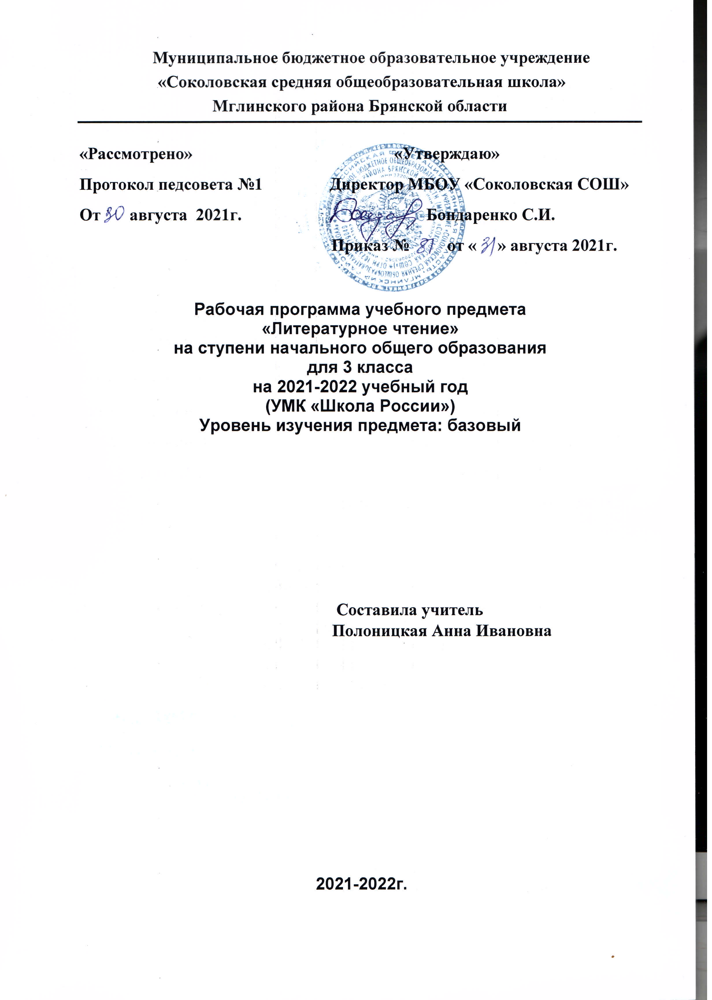 Муниципальное бюджетное образовательное учреждение
«Соколовская средняя общеобразовательная школа»
Мглинского района Брянской области
«Рассмотрено» «Утверждаю»
Протокол педсовета №1 Директор МБОУ «Соколовская СОШ»
От 30 августа 2021г. Бондаренко С.И.
Приказ № 81 от « 31 » августа 2021г.
Рабочая программа учебного предмета
«Литературное чтение»
на ступени начального общего образования
для 3 класса
на 2021-2022 учебный год
(УМК «Школа России»)
Уровень изучения предмета: базовый
Составила учитель
Полоницкая Анна Ивановна
2021-2022г.